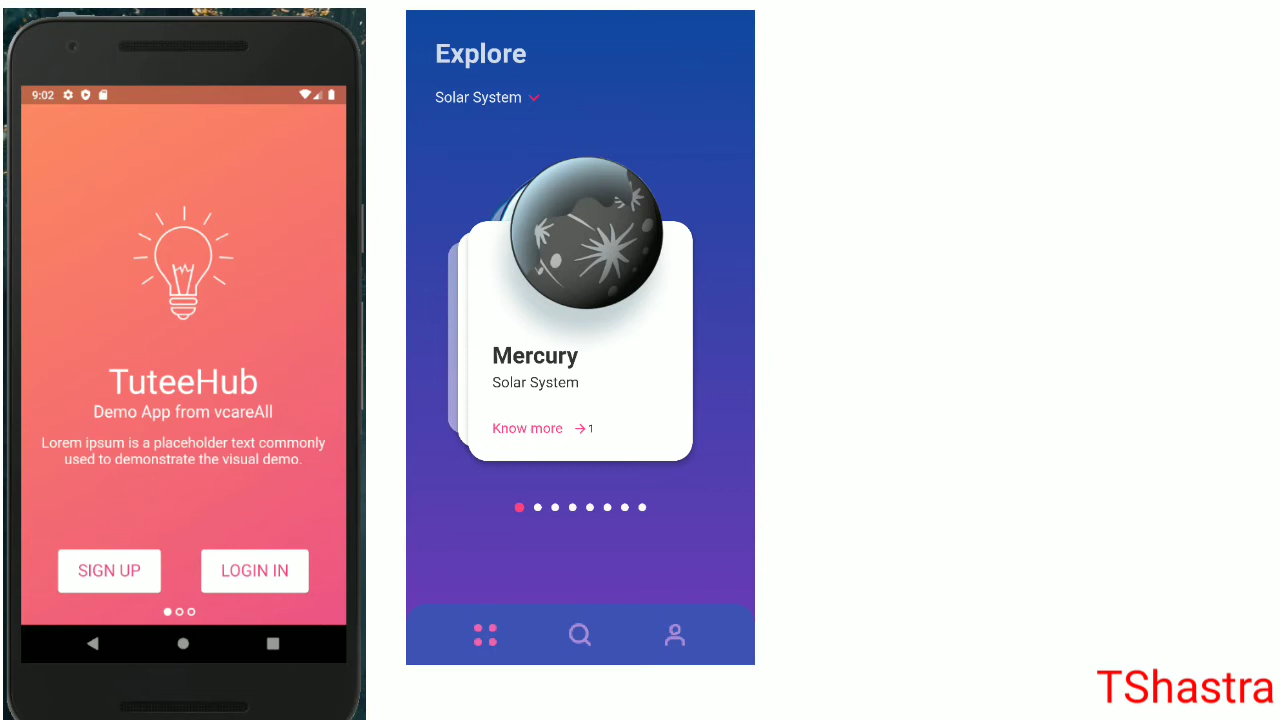 9:02
TuteeHub
Demo App from vcareAll
Lorem ipsum is a placeholder text commonly
used to demonstrate the visual demo.
SIGN UP
LOGIN IN
Explore
Solar System
Mercury
Solar System
Know more
1
TShastra